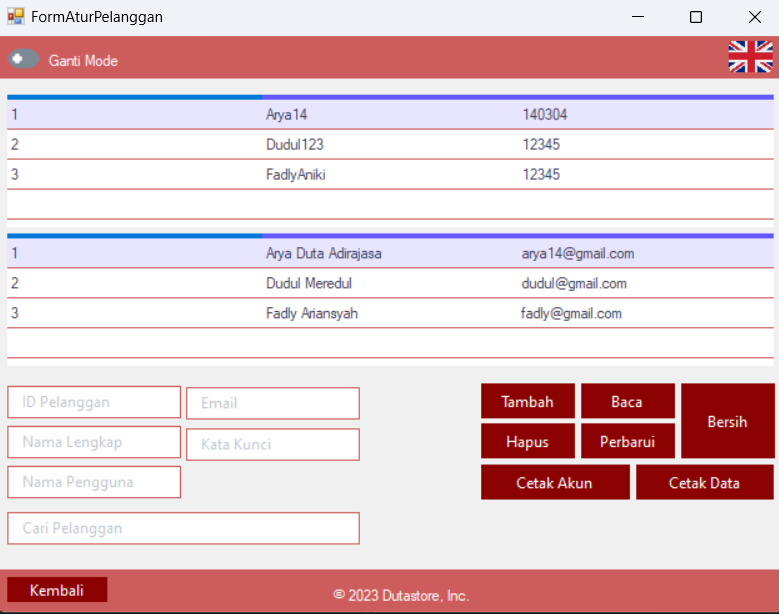 FormAturPelanggan
Ganti Mode
1 Arya14 140304
2 Dudul123 12345
3 FadlyAniki 12345
1 Arya Duta Adirajasa arya14@gmail.com
2 Dudul Meredul dudul@gmail.com
3 Fadly Ariansyah fadly@gmail.com
ID Pelanggan Email Tambah Baca Bersih
Nama Lengkap Kata Kunci Hapus Perbarui
Nama Pengguna Cetak Akun Cetak Data
Cari Pelanggan
Kembali © 2023 Dutastore, Inc.